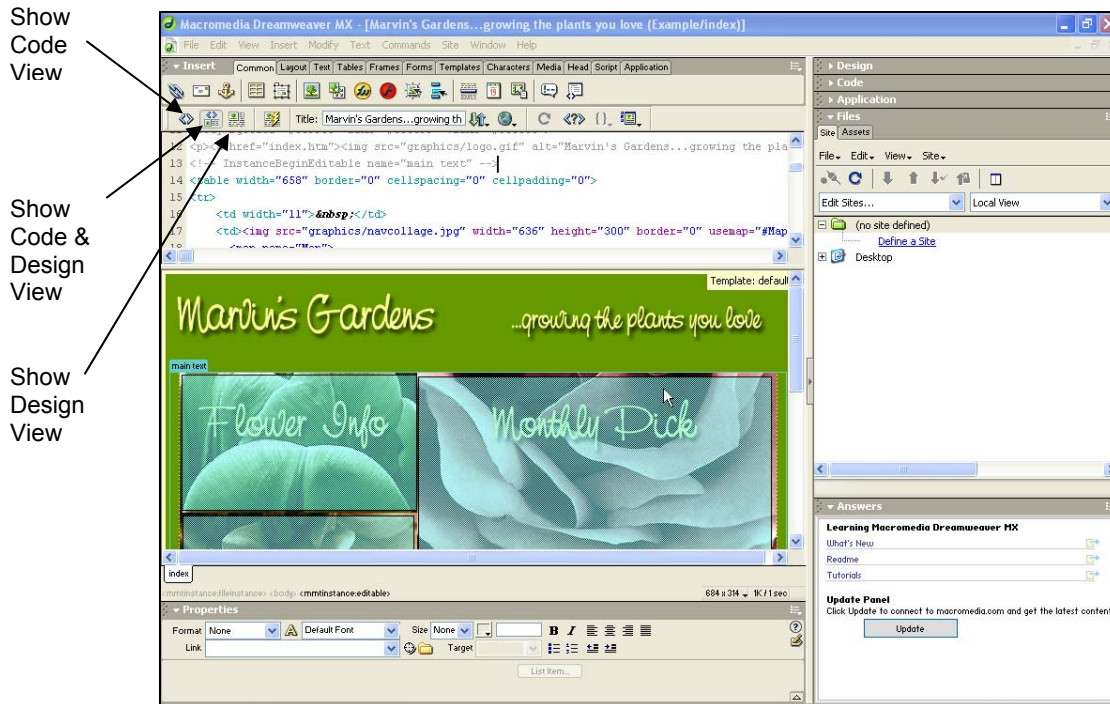 Show
Code
View
Show
Code &
Design
View
Show
Design
View
Macromedia Dreamweaver MX - [Marvin's Gardens...growing the plants you love (Example/index)]
File Edit View Insert Modify Text Commands Site Window Help
Insert Common Layout Text Tables Frames Forms Templates Characters Media Head Script Application
Title: Marvin's Gardens...growing th
12 <p><a href="index.htm"><img src="graphics/logo.gif" alt="Marvin's Gardens...growing the pla
13 <!-- InstanceBeginEditable name="main text" -->
14 <table width="658" border="0" cellspacing="0" cellpadding="0">
15 <tr>
16 <td width="11">&nbsp;</td>
17 <td><img src="graphics/navcollage.jpg" width="636" height="300" border="0" usemap="#Map
18 <map name="Map">
Template: default
Marvin's Gardens ...growing the plants you love
main text
Flower Info Monthly Pick
index
<mmtinstance:fileinstance> <body> <mmtinstance:editable> 684 x 314 1K / 1 sec
Properties
Format None Default Font Size None B I
Link Target
List Item...
Design
Code
Application
Files
Site Assets
File Edit View Site
Edit Sites... Local View
(no site defined)
Define a Site
Desktop
Answers
Learning Macromedia Dreamweaver MX
What's New
Readme
Tutorials
Update Panel
Click Update to connect to macromedia.com and get the latest content
Update